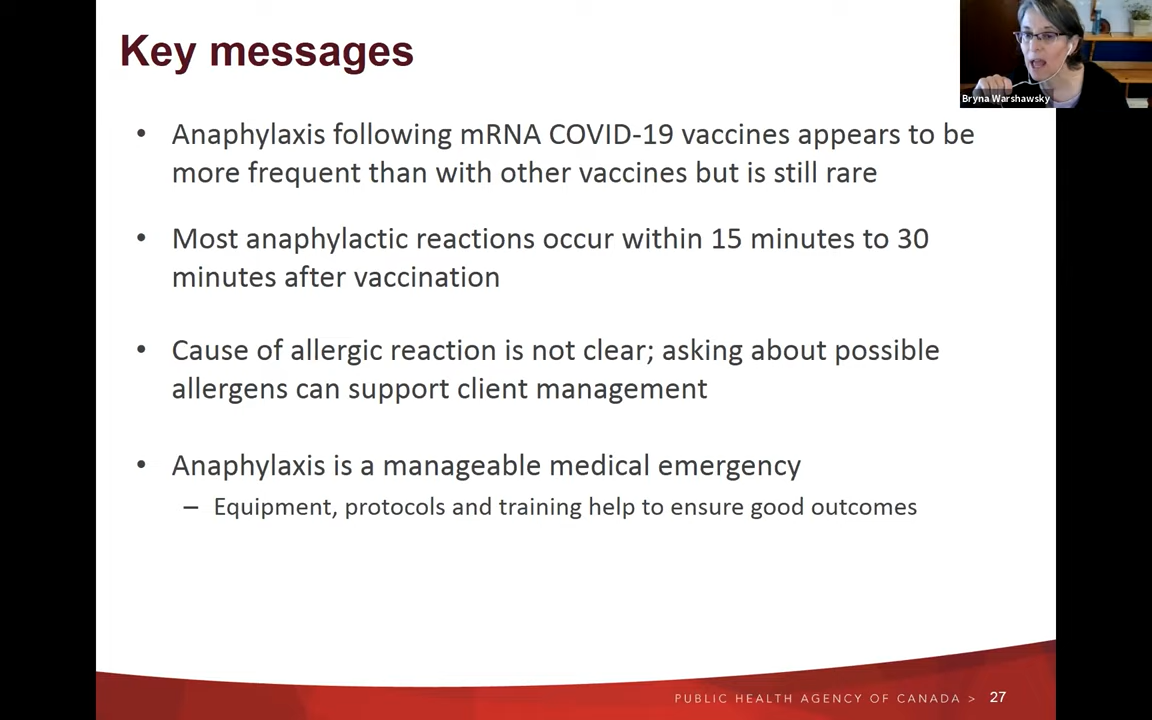 Key messages
Bryna Warshawsky
• Anaphylaxis following mRNA COVID-19 vaccines appears to be
more frequent than with other vaccines but is still rare
• Most anaphylactic reactions occur within 15 minutes to 30
minutes after vaccination
• Cause of allergic reaction is not clear; asking about possible
allergens can support client management
• Anaphylaxis is a manageable medical emergency
– Equipment, protocols and training help to ensure good outcomes
PUBLIC HEALTH AGENCY OF CANADA > 27